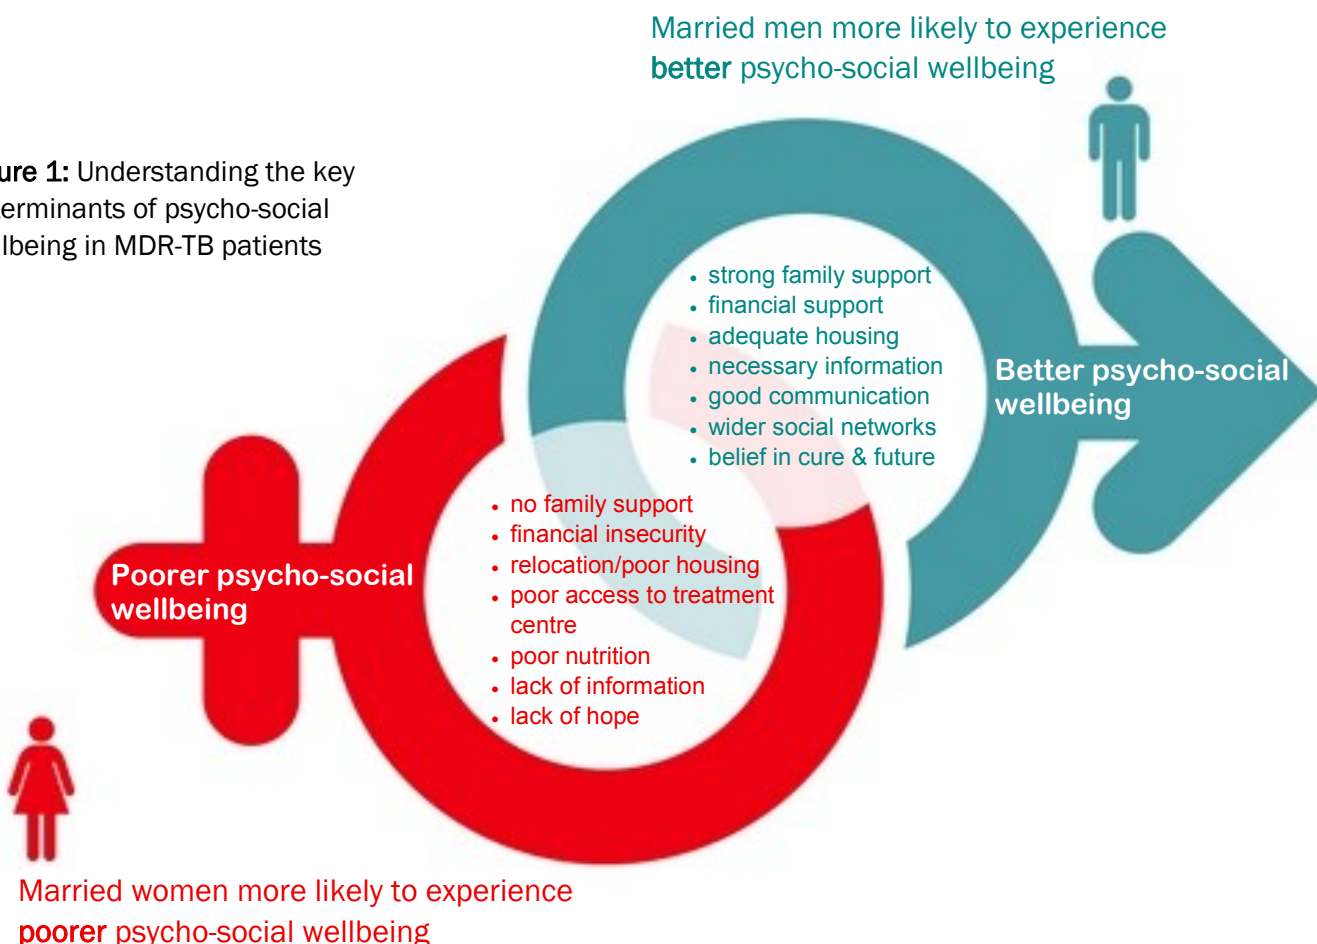 Married men more likely to experience
better psycho-social wellbeing
ure 1: Understanding the key
erminants of psycho-social
lbeing in MDR-TB patients
• strong family support
• financial support
• adequate housing
• necessary information
• good communication
• wider social networks
• belief in cure & future
Better psycho-social
wellbeing
• no family support
• financial insecurity
• relocation/poor housing
• poor access to treatment
centre
• poor nutrition
• lack of information
• lack of hope
Poorer psycho-social
wellbeing
Married women more likely to experience
poorer psycho-social wellbeing